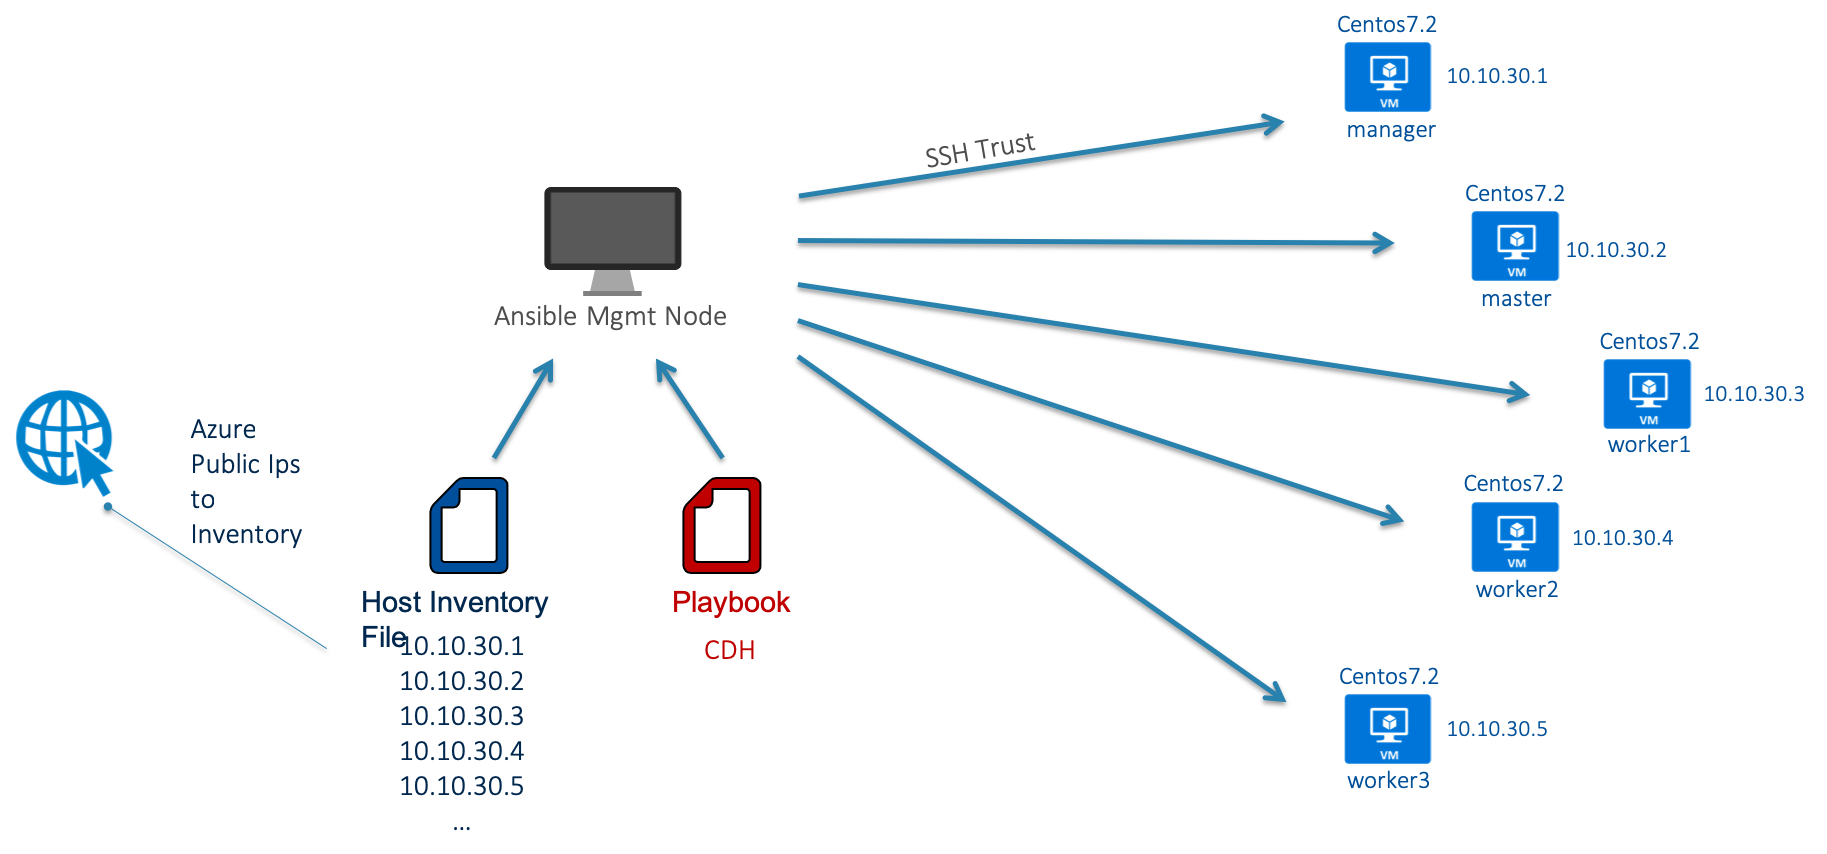 Centos7.2
10.10.30.1
VM
manager
SSH Trust
Centos7.2
10.10.30.2
VM
master
Ansible Mgmt Node
Centos7.2
10.10.30.3
VM
worker1
Azure
Public Ips
to
Inventory
Centos7.2
10.10.30.4
VM
worker2
Host Inventory
File
10.10.30.1
10.10.30.2
10.10.30.3
10.10.30.4
10.10.30.5
...
Playbook
CDH
Centos7.2
10.10.30.5
VM
worker3